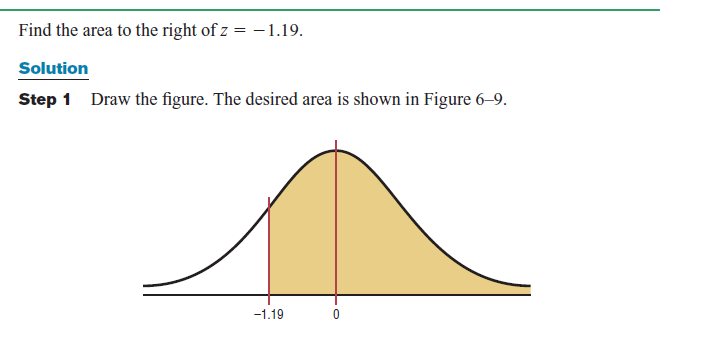 Find the area to the right of z = −1.19.
Solution
Step 1 Draw the figure. The desired area is shown in Figure 6–9.
−1.19 0